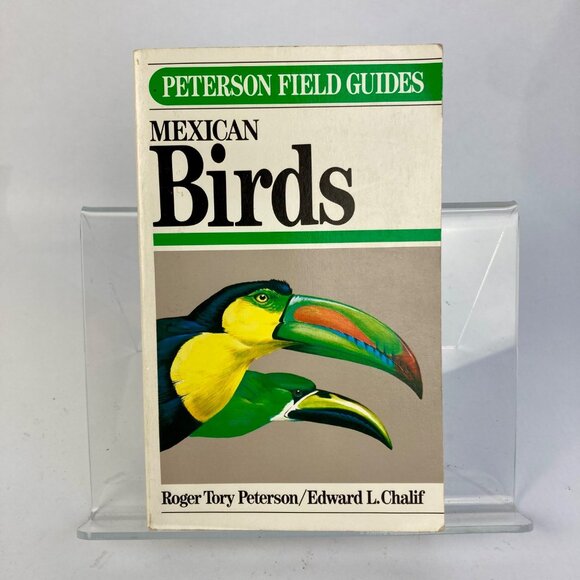 PETERSON FIELD GUIDES
MEXICAN
Birds
Roger Tory Peterson/Edward L. Chalif